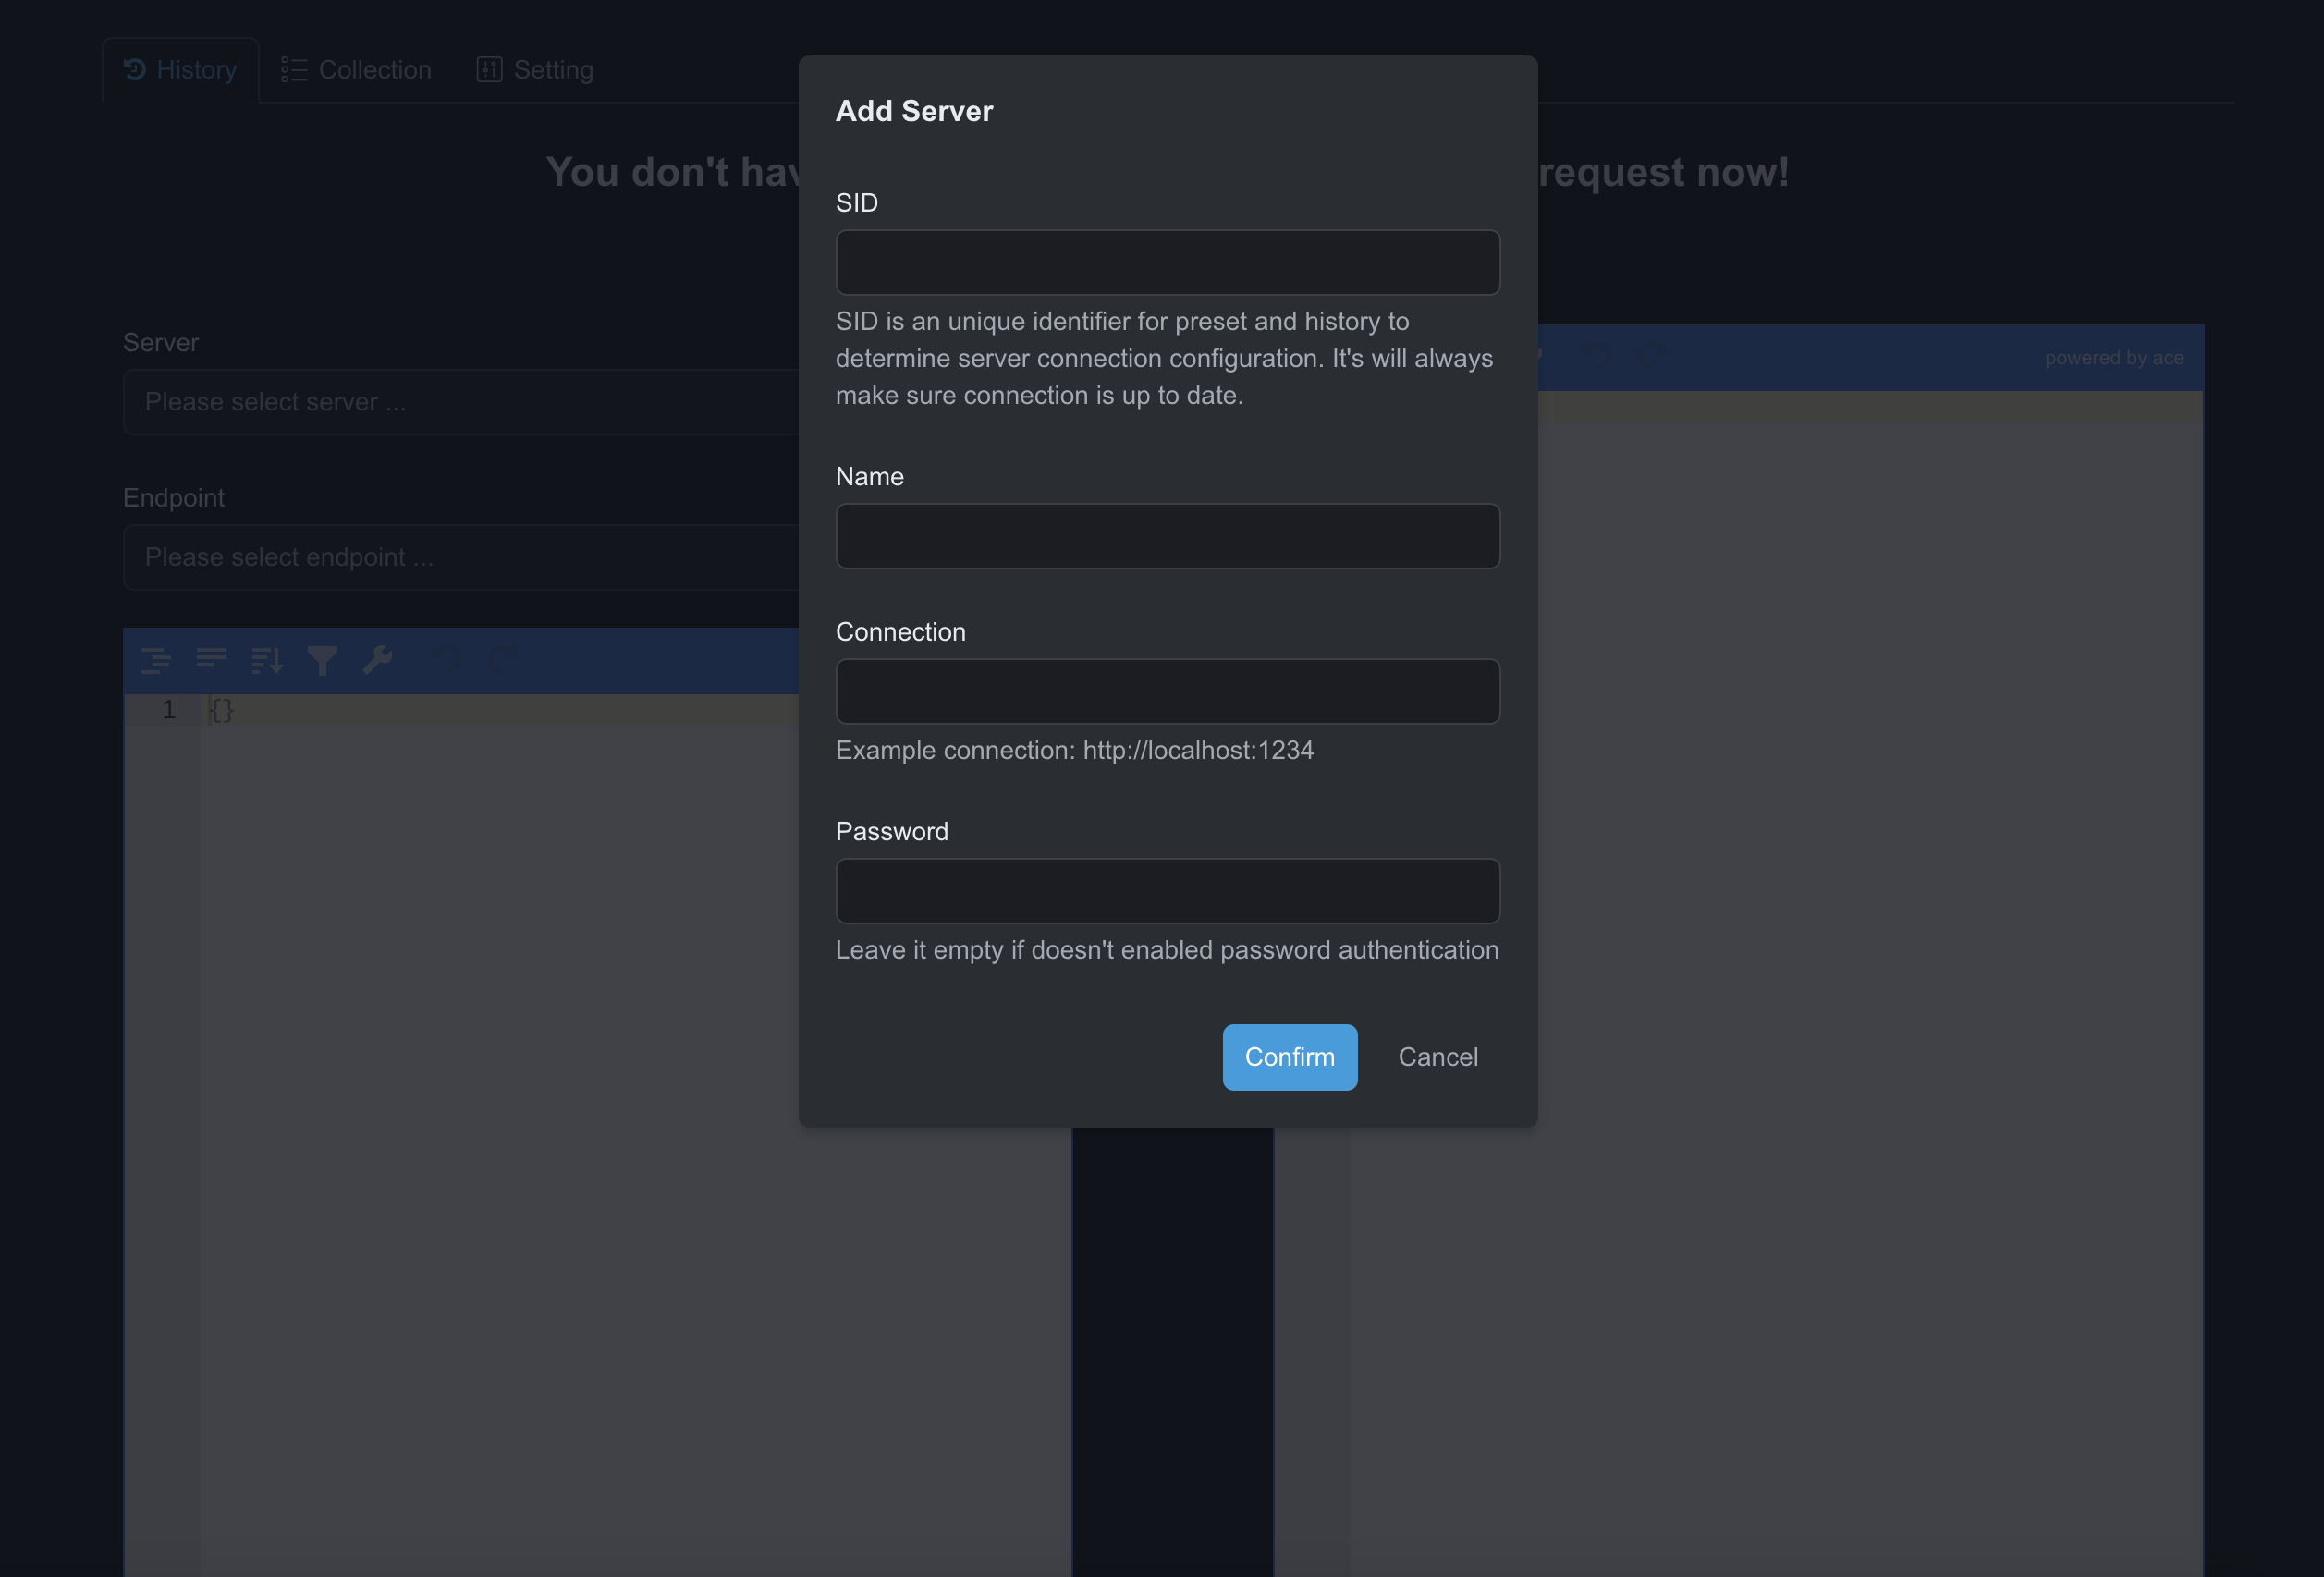 History
Collection
Setting
Add Server
You don't hav
request now!
SID
SID is an unique identifier for preset and history to
determine server connection configuration. It's will always
make sure connection is up to date.
Server
Please select server ...
powered by ace
Name
Endpoint
Please select endpoint ...
Connection
Example connection: http://localhost:1234
1 {}
Password
Leave it empty if doesn't enabled password authentication
Confirm
Cancel